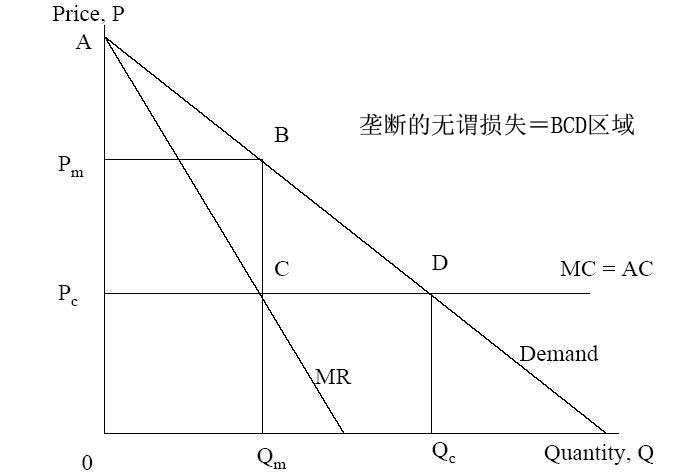 Price, P
A
B
垄断的无谓损失＝BCD区域
Pm
C
D
MC = AC
Pc
Demand
MR
0
Qm
Qc
Quantity, Q